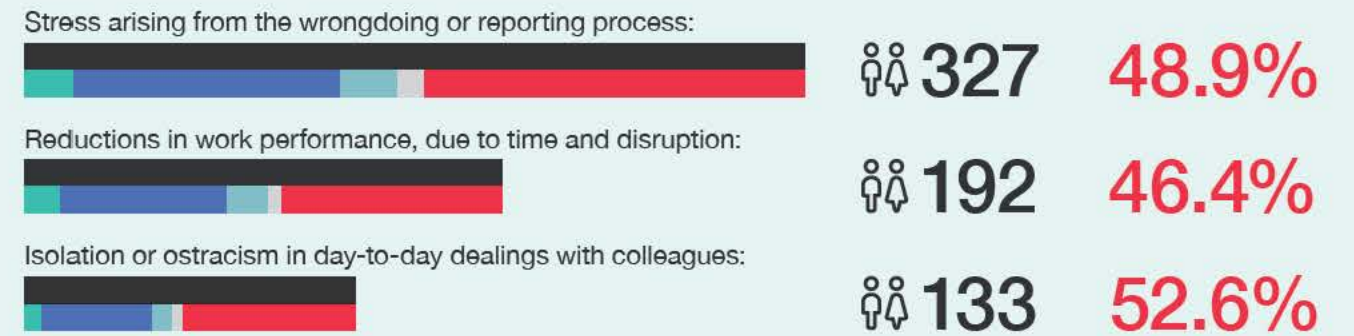 Stress arising from the wrongdoing or reporting process:
327 48.9%
Reductions in work performance, due to time and disruption:
192 46.4%
Isolation or ostracism in day-to-day dealings with colleagues:
133 52.6%